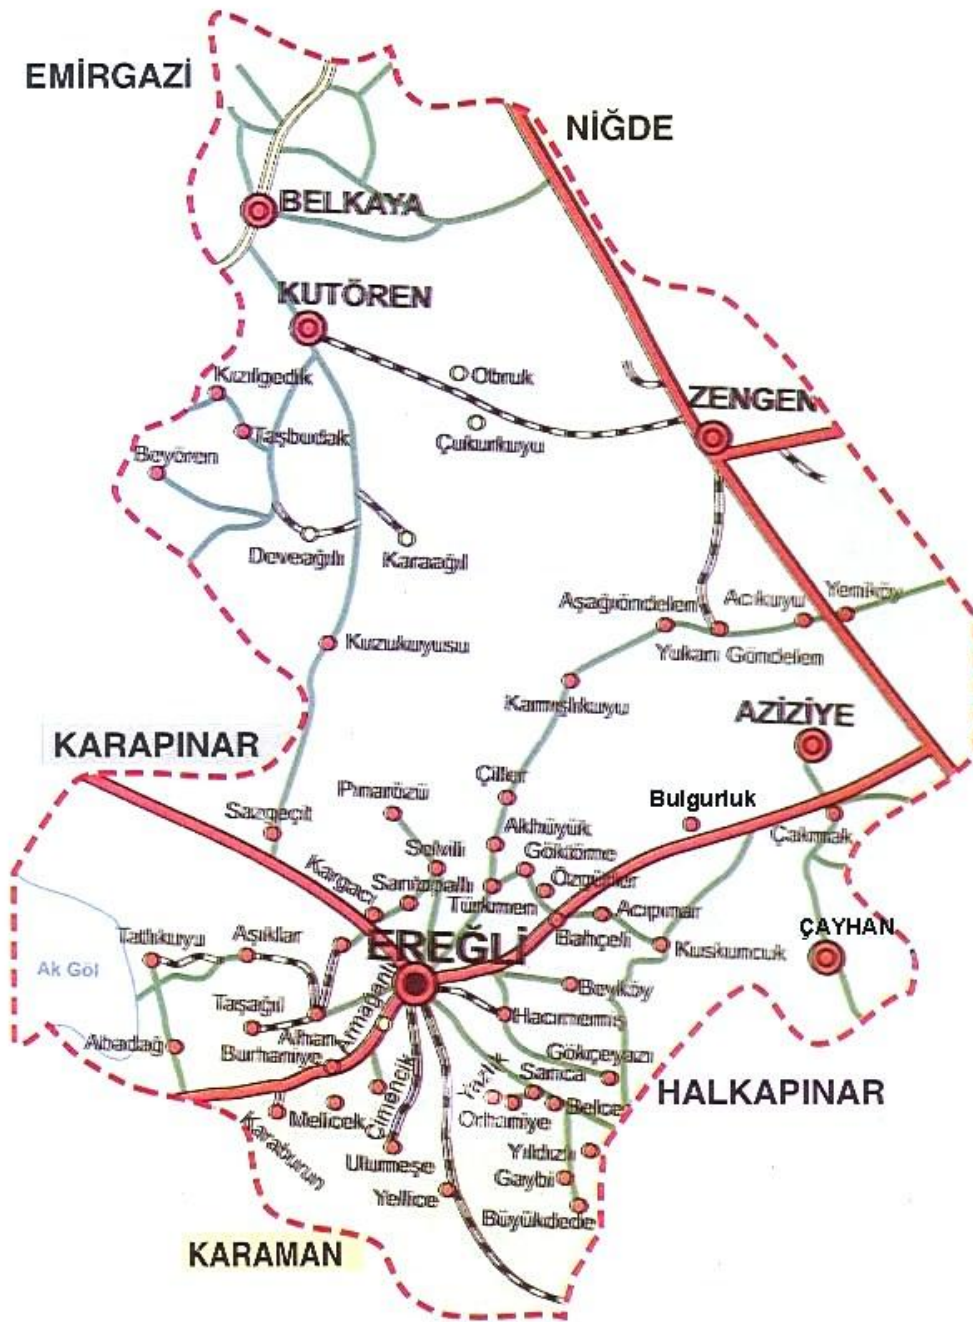 EMİRGAZİ
NİĞDE
BELKAYA
KUTÖREN
Obruk
Kızılgedik
ZENGEN
Taşbudak
Çukurkuyu
Beyören
Deveağılı
Karaağıl
Aşağıgöndelen
Acıkuyu
Yeniköy
Kuzukuyusu
Yukarı Göndelen
Kamışlıkuyu
AZİZİYE
KARAPINAR
Çiller
Pınarözü
Bulgurluk
Sazgeçit
Akhüyük
Çakmak
Selvili
Göktöme
Kargacı
Sarıtopallı
Özgürler
Türkmen
Acıpınar
EREĞLİ
Bahçeli
Kuskuncuk
ÇAYHAN
Tatlıkuyu
Aşıklar
Ak Göl
Beyköy
Taşağıl
Armağanlı
Hacımemiş
Abadağ
Alhan
Burhaniye
Gökçeyazı
Yazlık
Sarıca
HALKAPINAR
Melicek
Çimencik
Orhaniye
Belce
Karaburun
Yıldızlı
Ulumeşe
Gaybi
Yellice
Büyükdede
KARAMAN